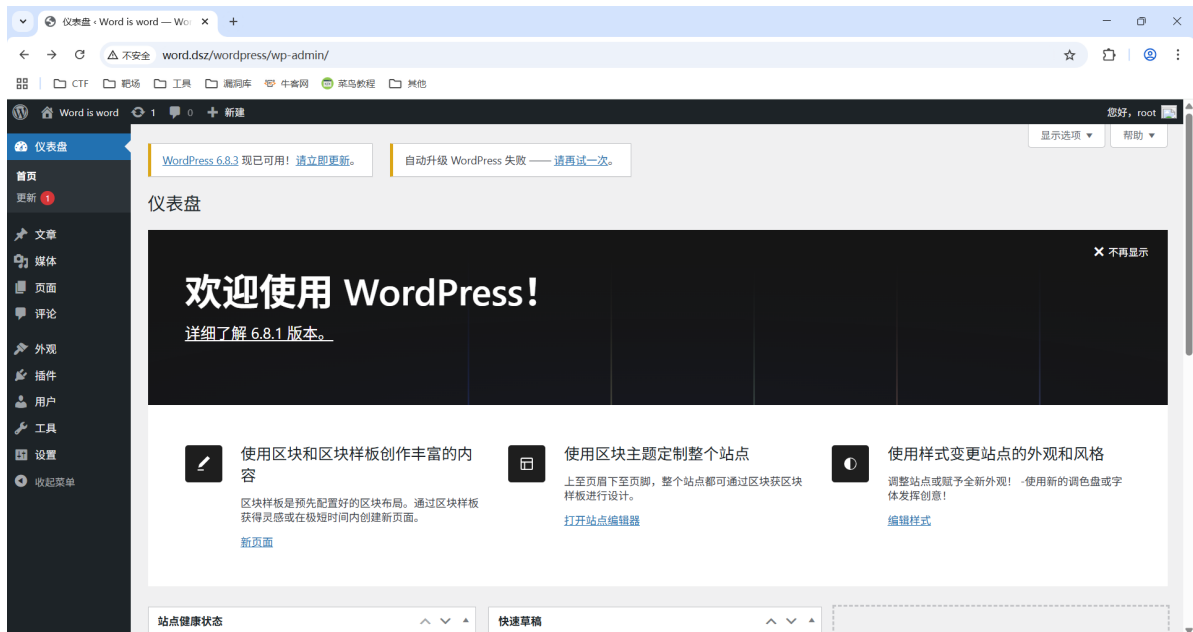 仪表盘 ‹ Word is word — Wor
不安全 word.dsz/wordpress/wp-admin/
CTF 靶场 工具 漏洞库 牛客网 菜鸟教程 其他
Word is word 1 0 新建 您好，root
显示选项 帮助
仪表盘
首页
更新 1
文章
媒体
页面
评论
外观
插件
用户
工具
设置
收起菜单
WordPress 6.8.3 现已可用！请立即更新。
自动升级 WordPress 失败 —— 请再试一次。
仪表盘
不再显示
欢迎使用 WordPress！
详细了解 6.8.1 版本。
使用区块和区块样板创作丰富的内
容
区块样板是预先配置好的区块布局。通过区块样板
获得灵感或在极短时间内创建新页面。
新页面
使用区块主题定制整个站点
上至页眉下至页脚，整个站点都可通过区块获区块
样板进行设计。
打开站点编辑器
使用样式变更站点的外观和风格
调整站点或赋予全新外观！ -使用新的调色盘或字
体发挥创意！
编辑样式
站点健康状态
快速草稿